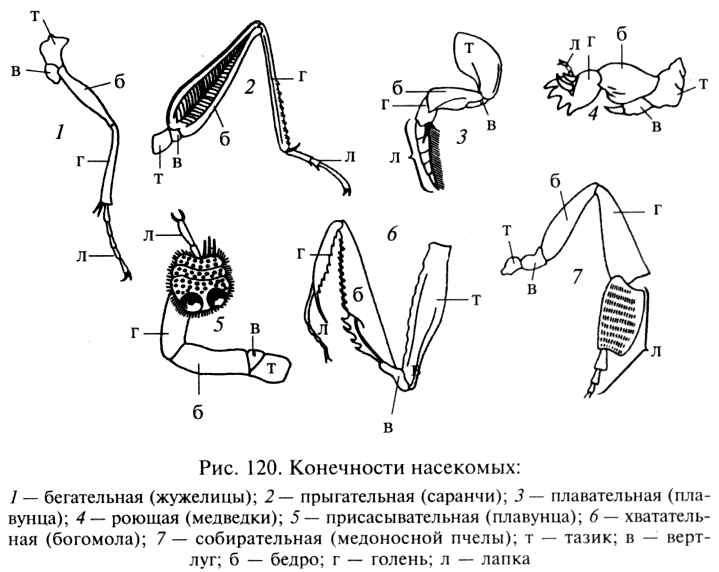 т
в
б
1
г
л
2
г
б
в
т
л
т
б
г
в
3
л
л
г
б
т
4
в
л
г
5
б
в
т
6
г
б
л
т
в
в
б
г
т
в
7
л
Рис. 120. Конечности насекомых:
1 — бегательная (жужелицы); 2 — прыгательная (саранчи); 3 — плавательная (пла-
вунца); 4 — роющая (медведки); 5 — присасывательная (плавунца); 6 — хвататель-
ная (богомола); 7 — собирательная (медоносной пчелы); т — тазик; в — верт-
луг; б — бедро; г — голень; л — лапка